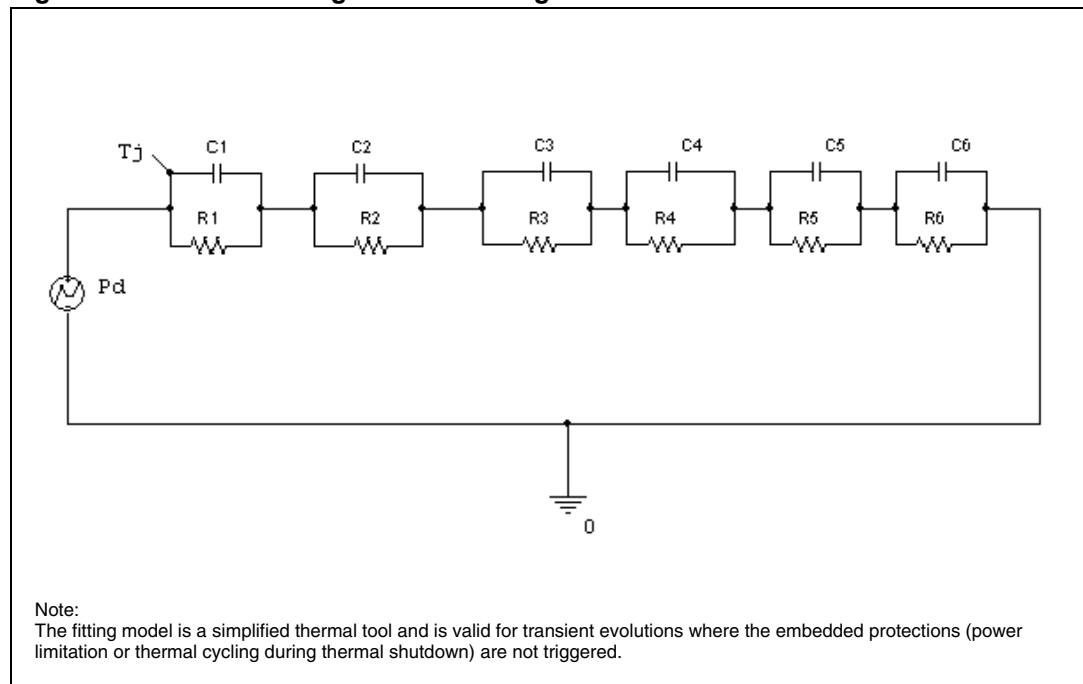 Tj
C1
C2
C3
C4
C5
C6
R1
R2
R3
R4
R5
R6
Pd
0
Note:
The fitting model is a simplified thermal tool and is valid for transient evolutions where the embedded protections (power
limitation or thermal cycling during thermal shutdown) are not triggered.